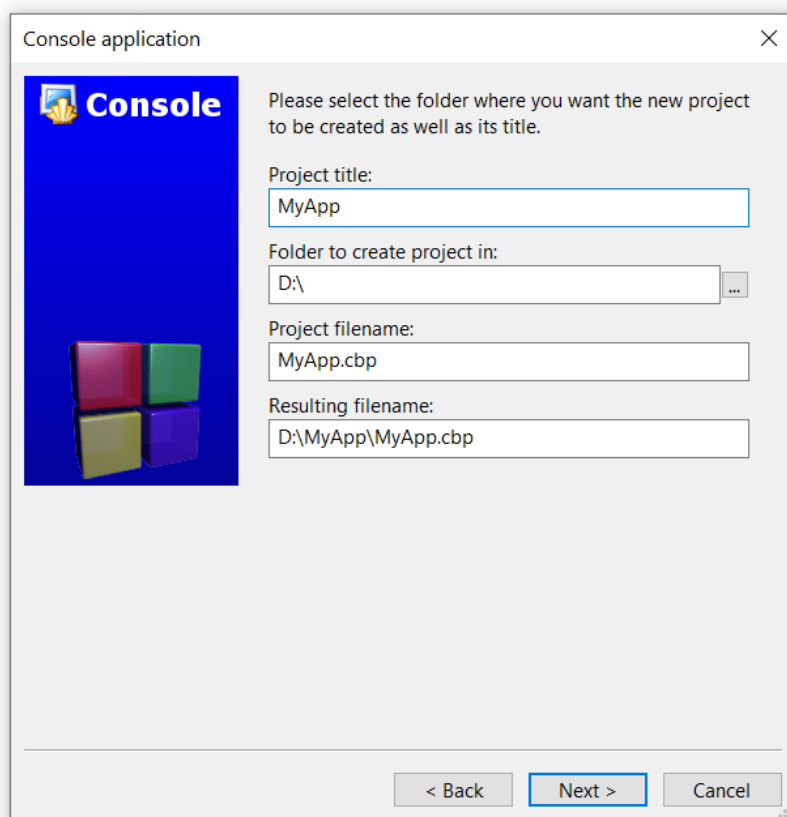 Console application
Console
Please select the folder where you want the new project
to be created as well as its title.
Project title:
MyApp
Folder to create project in:
D:\
...
Project filename:
MyApp.cbp
Resulting filename:
D:\MyApp\MyApp.cbp
< Back
Next >
Cancel